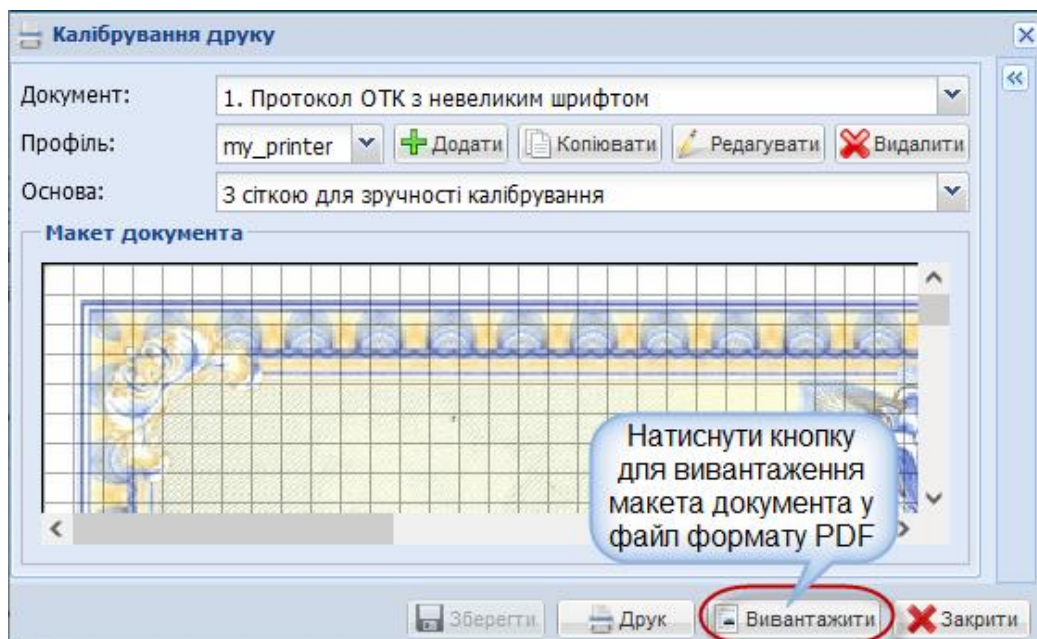 Калібрування друку
Документ: 1. Протокол ОТК з невеликим шрифтом
Профіль: my_printer Додати Копіювати Редагувати Видалити
Основа: З сіткою для зручності калібрування
Макет документа
Натиснути кнопку
для вивантаження
макета документа у
файл формату PDF
Зберегти Друк Вивантажити Закрити